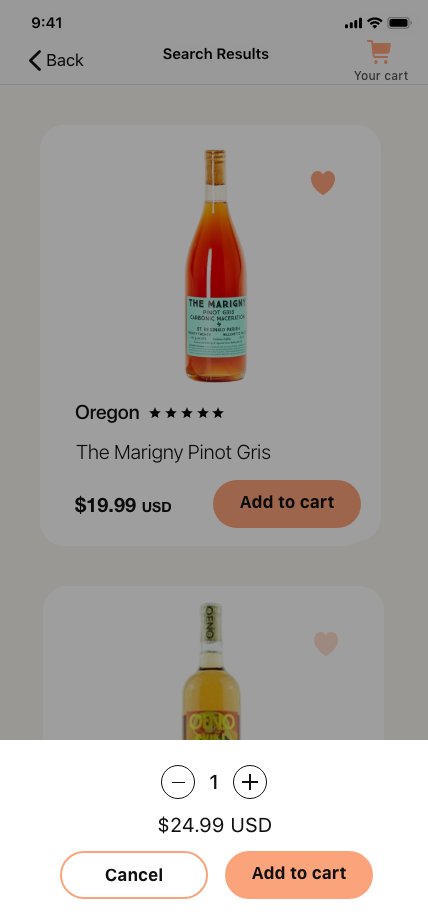 9:41
Back
Search Results
Your cart
THE MARIGNY
PINOT GRIS
CARBONIC MACERATION
ST. REGINALD PARISH
Oregon ★★★★★
The Marigny Pinot Gris
$19.99 USD
Add to cart
OENO
OENO
1
$24.99 USD
Cancel
Add to cart